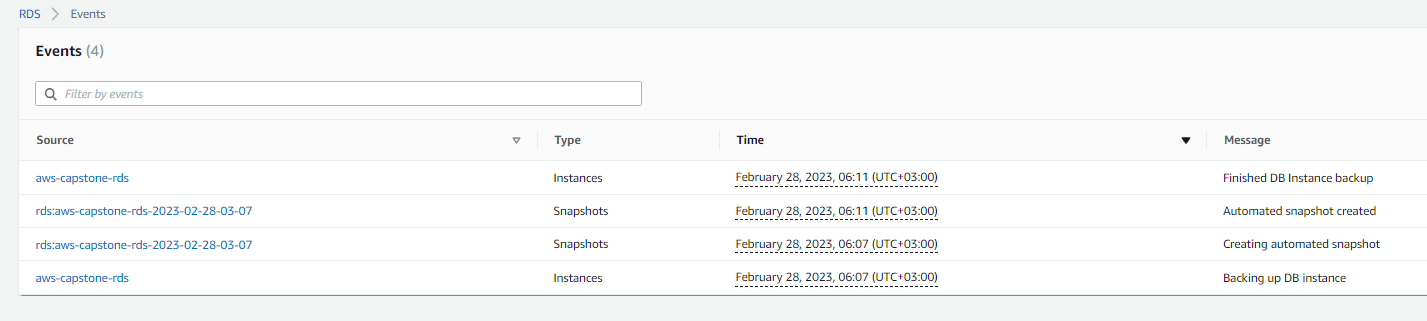 RDS > Events
Events (4)
Filter by events
Source Type Time Message
aws-capstone-rds Instances February 28, 2023, 06:11 (UTC+03:00) Finished DB Instance backup
rds:aws-capstone-rds-2023-02-28-03-07 Snapshots February 28, 2023, 06:11 (UTC+03:00) Automated snapshot created
rds:aws-capstone-rds-2023-02-28-03-07 Snapshots February 28, 2023, 06:07 (UTC+03:00) Creating automated snapshot
aws-capstone-rds Instances February 28, 2023, 06:07 (UTC+03:00) Backing up DB instance